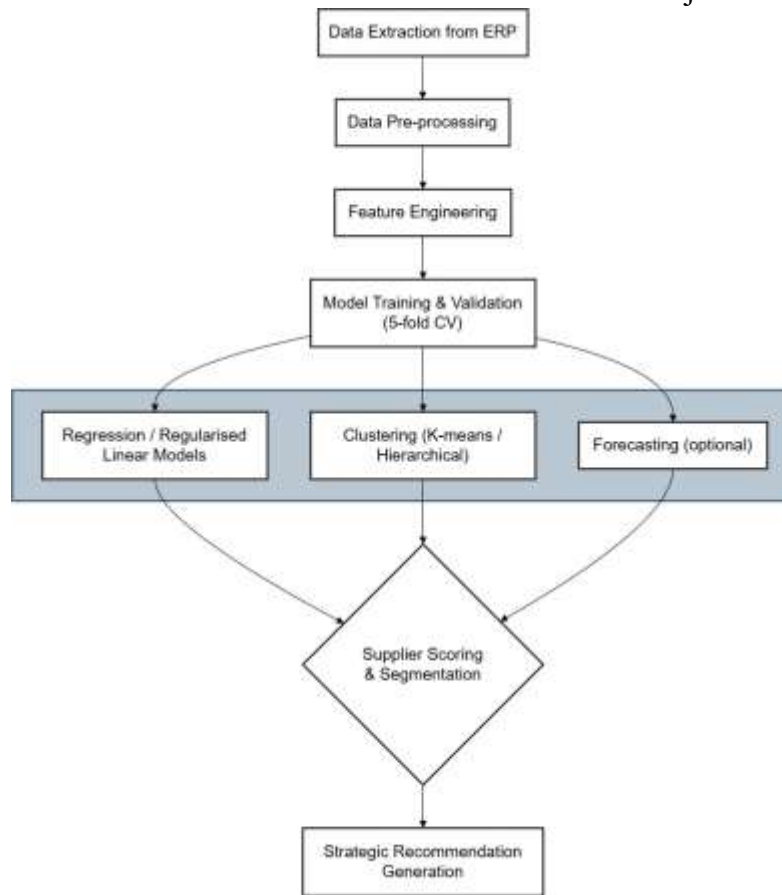 Data Extraction from ERP
Data Pre-processing
Feature Engineering
Model Training & Validation
(5-fold CV)
Regression / Regularised
Linear Models
Clustering (K-means /
Hierarchical)
Forecasting (optional)
Supplier Scoring
& Segmentation
Strategic Recommendation
Generation